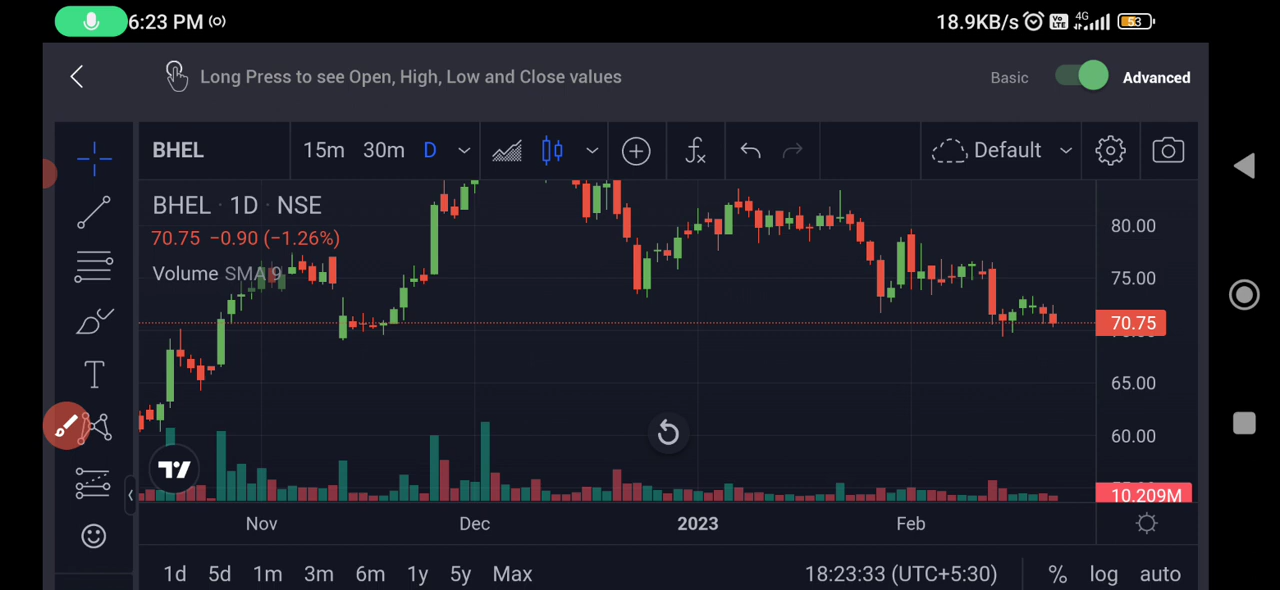 6:23 PM
18.9KB/s Vo LTE 4G 53
Long Press to see Open, High, Low and Close values
Basic Advanced
BHEL 15m 30m D fx Default
BHEL · 1D · NSE
70.75 −0.90 (−1.26%)
Volume SMA 9
80.00
75.00
70.75
65.00
60.00
10.209M
T
Nov Dec 2023 Feb
1d 5d 1m 3m 6m 1y 5y Max 18:23:33 (UTC+5:30) % log auto